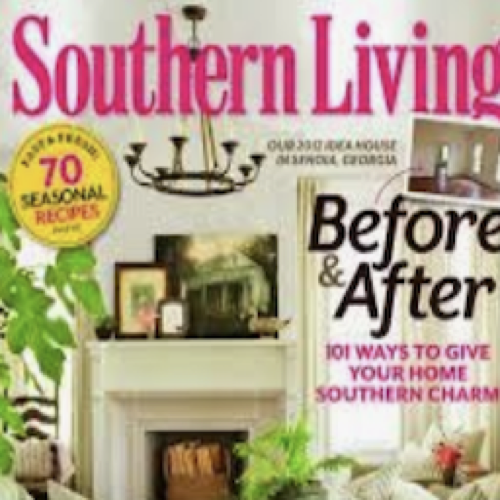 Southern Living
FAST & FRESH!
70
SEASONAL
RECIPES
OUR 2012 IDEA HOUSE
IN SENOIA, GEORGIA
Before
& After
101 WAYS TO GIVE
YOUR HOME
SOUTHERN CHARM